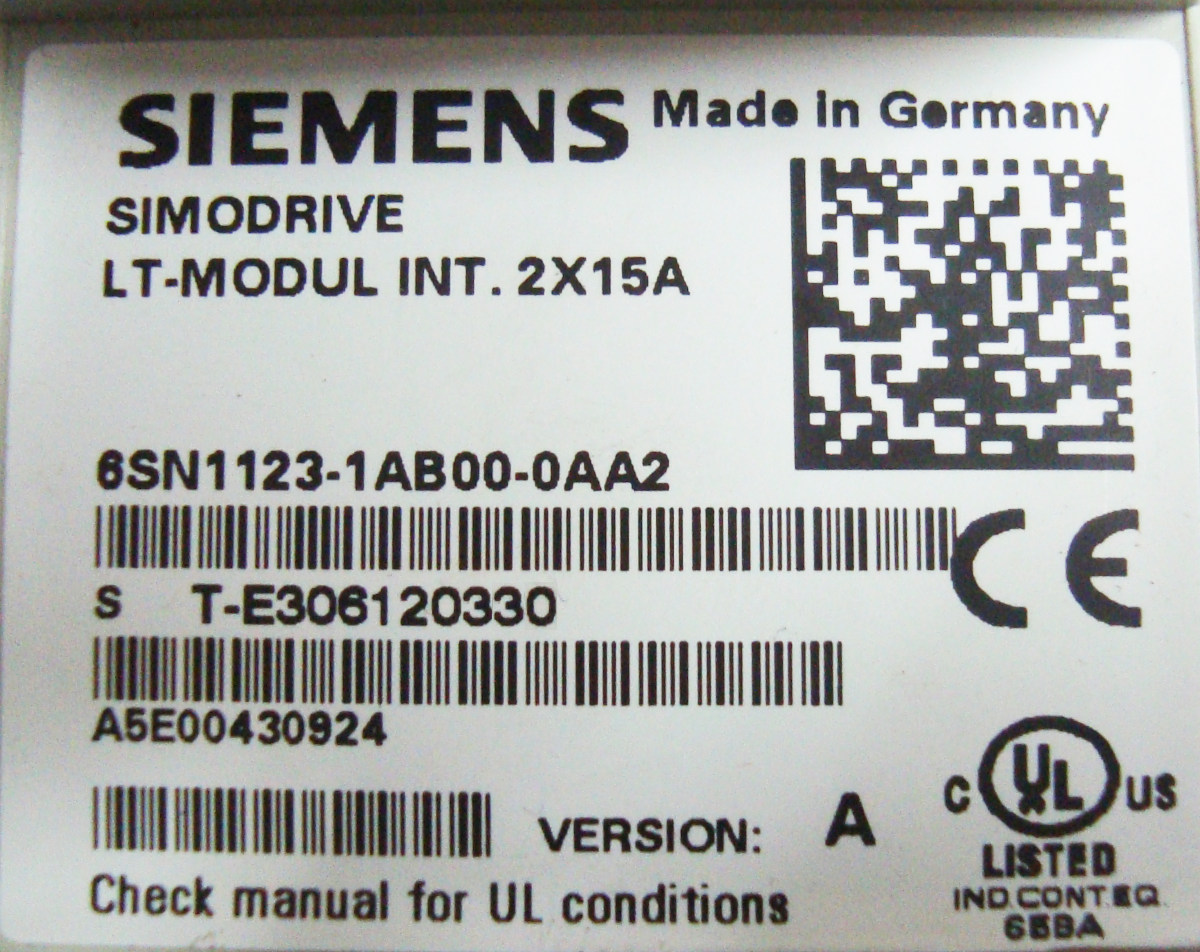 SIEMENS Made in Germany
SIMODRIVE
LT-MODUL INT. 2X15A
6SN1123-1AB00-0AA2
S T-E306120330
A5E00430924
VERSION: A
Check manual for UL conditions
CE
C UL US
LISTED
IND.CONT.EQ.